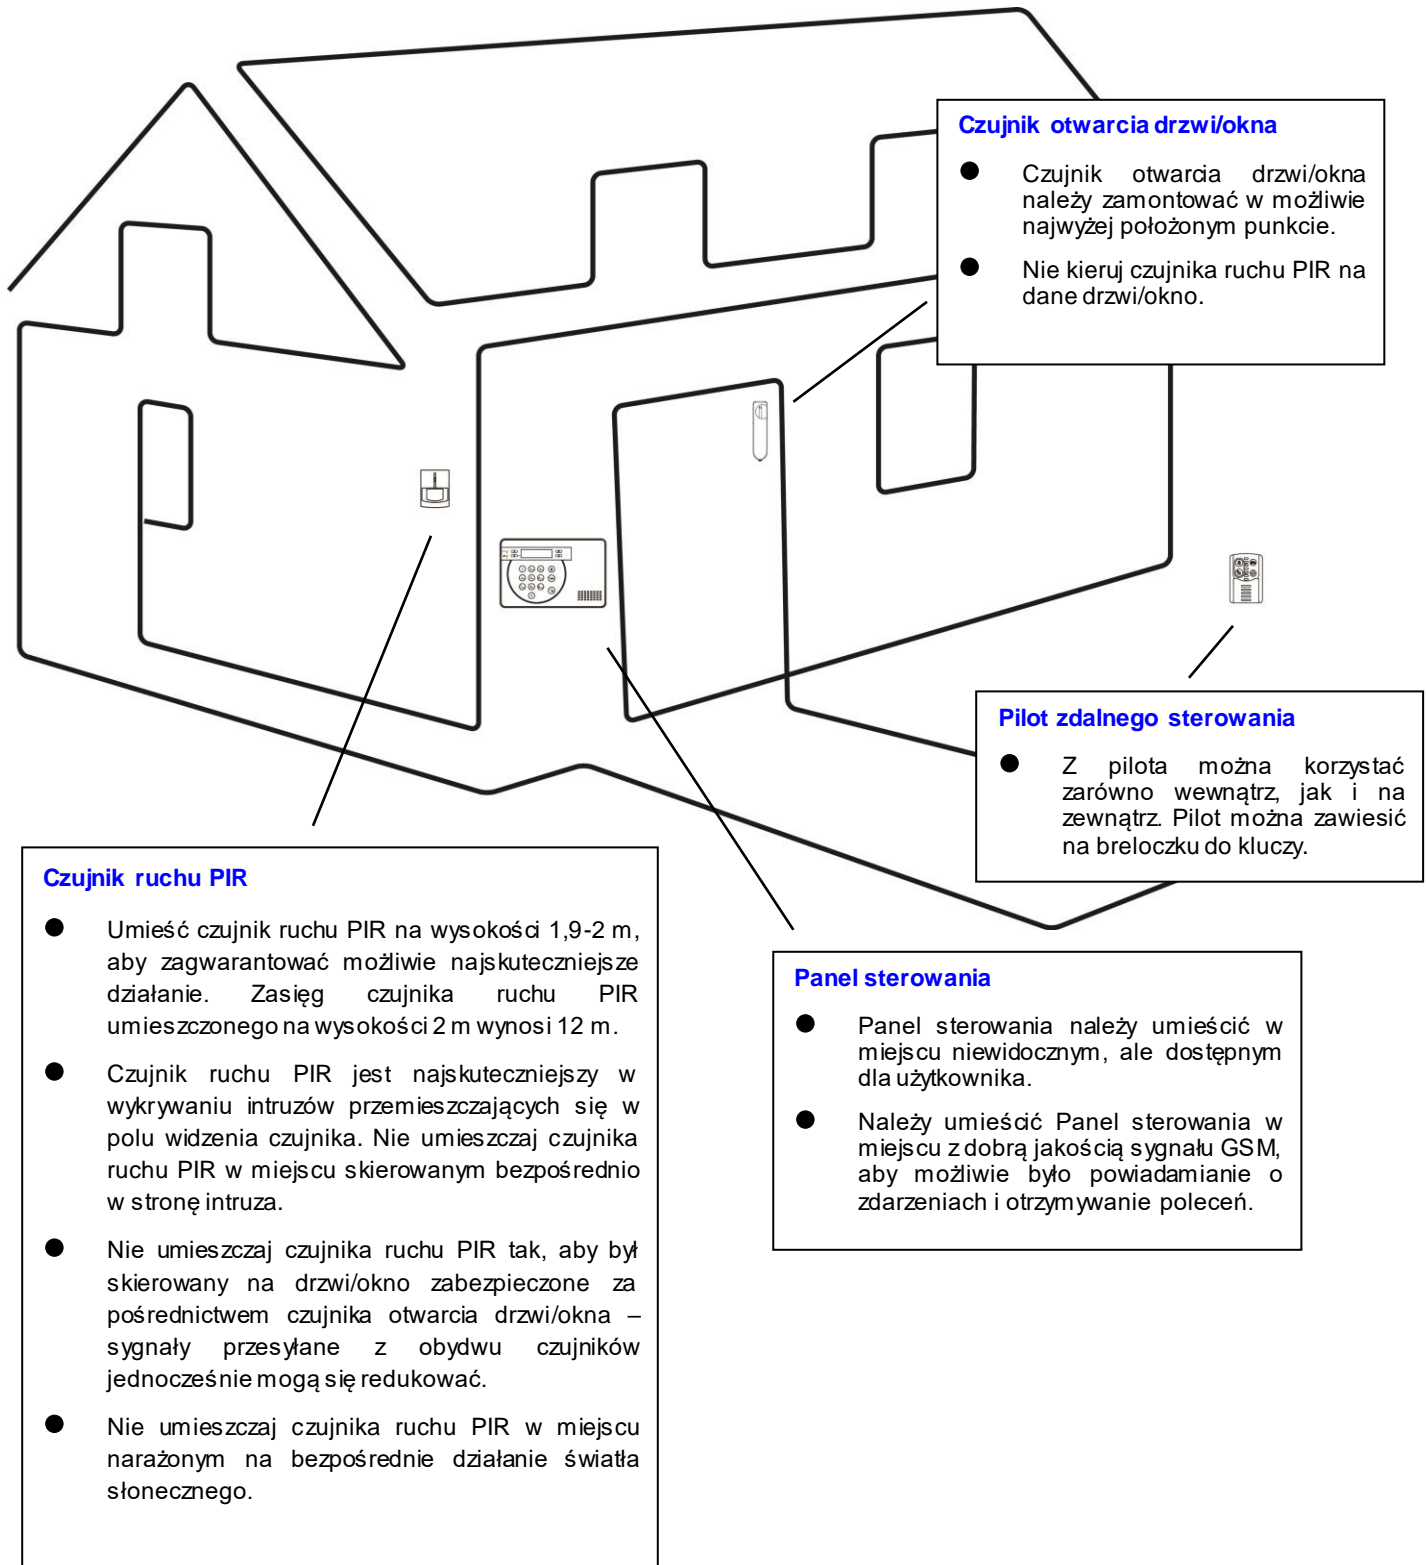 Czujnik otwarcia drzwi/okna
● Czujnik otwarcia drzwi/okna
należy zamontować w możliwie
najwyżej położonym punkcie.
● Nie kieruj czujnika ruchu PIR na
dane drzwi/okno.
Pilot zdalnego sterowania
● Z pilota można korzystać
zarówno wewnątrz, jak i na
zewnątrz. Pilot można zawiesić
na breloczku do kluczy.
Czujnik ruchu PIR
● Umieść czujnik ruchu PIR na wysokości 1,9-2 m,
aby zagwarantować możliwie najskuteczniejsze
działanie. Zasięg czujnika ruchu PIR
umieszczonego na wysokości 2 m wynosi 12 m.
● Czujnik ruchu PIR jest najskuteczniejszy w
wykrywaniu intruzów przemieszczających się w
polu widzenia czujnika. Nie umieszczaj czujnika
ruchu PIR w miejscu skierowanym bezpośrednio
w stronę intruza.
● Nie umieszczaj czujnika ruchu PIR tak, aby był
skierowany na drzwi/okno zabezpieczone za
pośrednictwem czujnika otwarcia drzwi/okna –
sygnały przesyłane z obydwu czujników
jednocześnie mogą się redukować.
● Nie umieszczaj czujnika ruchu PIR w miejscu
narażonym na bezpośrednie działanie światła
słonecznego.
Panel sterowania
● Panel sterowania należy umieścić w
miejscu niewidocznym, ale dostępnym
dla użytkownika.
● Należy umieścić Panel sterowania w
miejscu z dobrą jakością sygnału GSM,
aby możliwie było powiadamianie o
zdarzeniach i otrzymywanie poleceń.